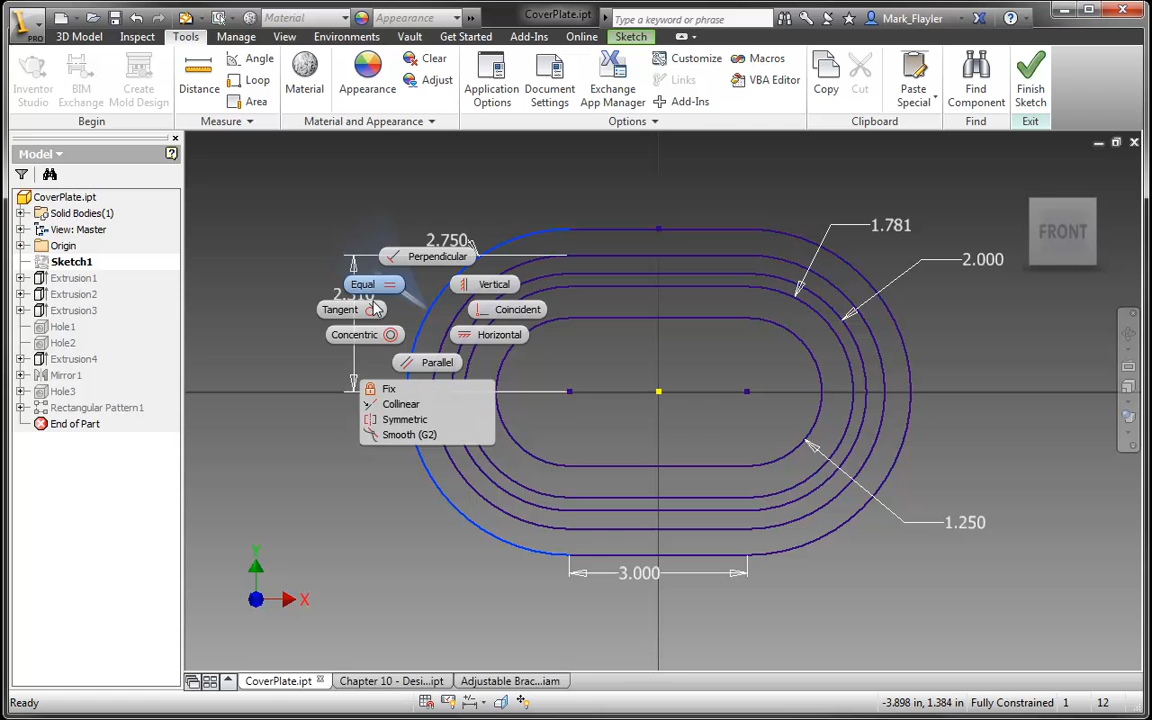 Material
Appearance
CoverPlate.ipt
Type a keyword or phrase
Mark_Flayler
PRO
3D Model
Inspect
Tools
Manage
View
Environments
Vault
Get Started
Add-Ins
Online
Sketch
Inventor Studio
BIM Exchange
Create Mold Design
Begin
Distance
Angle
Loop
Area
Measure
Material
Appearance
Clear
Adjust
Material and Appearance
Application Options
Document Settings
Exchange App Manager
Customize
Links
Add-Ins
Macros
VBA Editor
Options
Copy
Cut
Paste Special
Clipboard
Find Component
Find
Finish Sketch
Exit
Model
CoverPlate.ipt
Solid Bodies(1)
View: Master
Origin
Sketch1
Extrusion1
Extrusion2
Extrusion3
Hole1
Hole2
Extrusion4
Mirror1
Hole3
Rectangular Pattern1
End of Part
2.750
Perpendicular
Equal
Vertical
Tangent
Coincident
Concentric
Horizontal
Parallel
Fix
Collinear
Symmetric
Smooth (G2)
1.781
2.000
1.250
3.000
FRONT
Y
X
CoverPlate.ipt
Chapter 10 - Desi...ipt
Adjustable Brac...iam
Ready
-3.898 in, 1.384 in
Fully Constrained
1
12